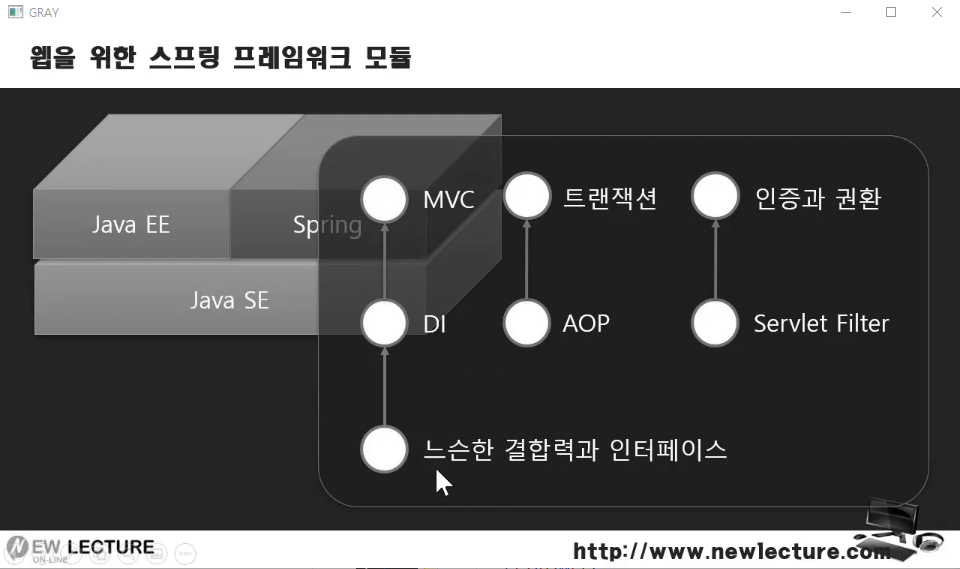 GRAY
웹을 위한 스프링 프레임워크 모듈
MVC
트랜잭션
인증과 권환
Java EE
Spring
Java SE
DI
AOP
Servlet Filter
느슨한 결합력과 인터페이스
NEW LECTURE
ON-LINE
http://www.newlecture.com